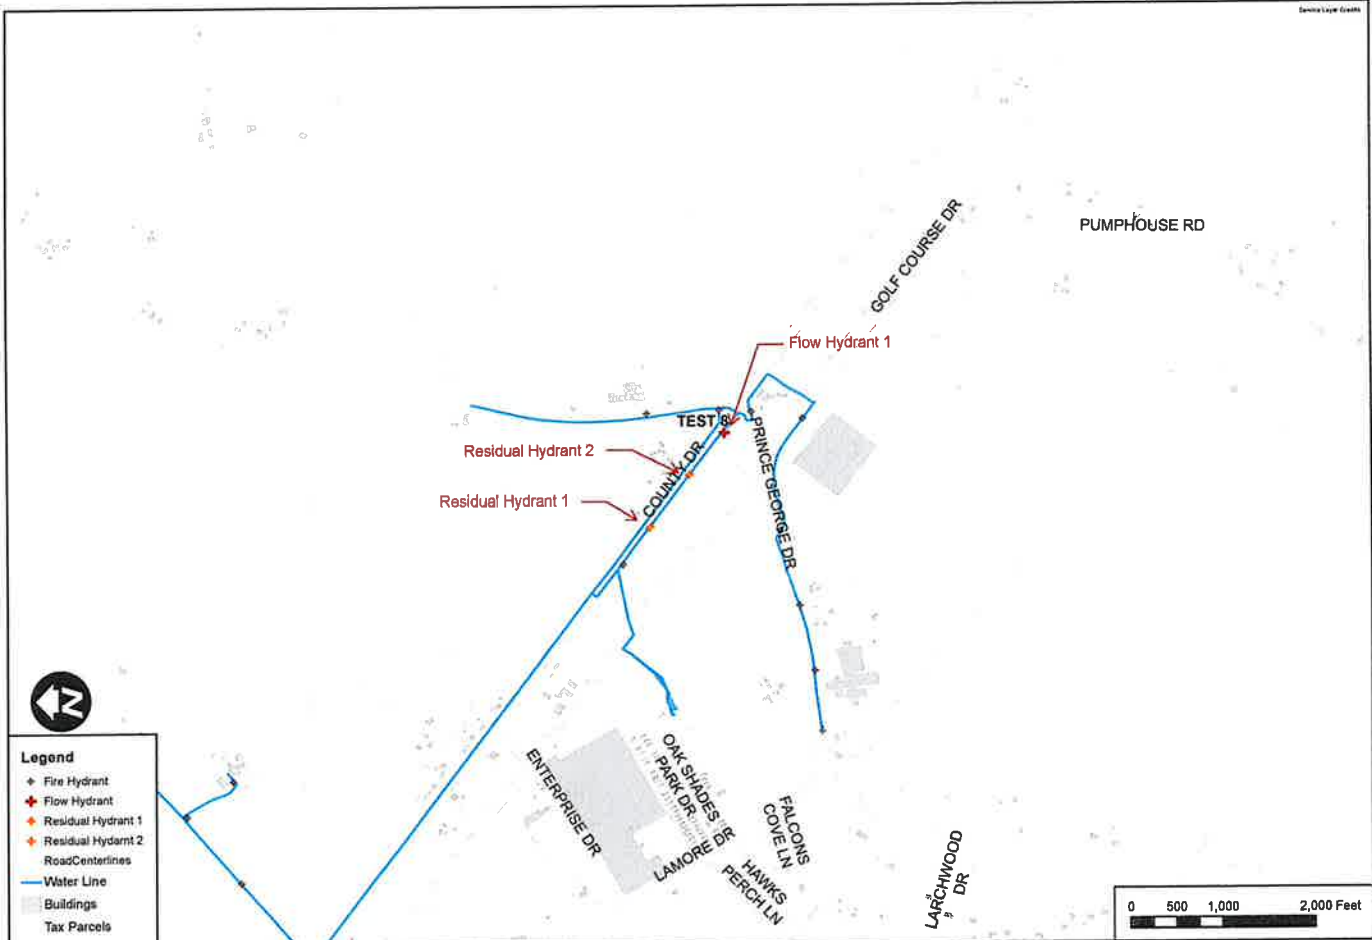 Service Layer Credits
PUMPHOUSE RD
GOLF COURSE DR
Flow Hydrant 1
TEST 8
Residual Hydrant 2
COUNTY DR
PRINCE GEORGE DR
Residual Hydrant 1
N
ENTERPRISE DR
OAK SHADES
PARK DR
LAMORE DR
FALCONS
COVE LN
HAWKS
PERCH LN
LARCHWOOD
DR
Legend
Fire Hydrant
Flow Hydrant
Residual Hydrant 1
Residual Hydarnt 2
RoadCenterlines
Water Line
Buildings
Tax Parcels
0 500 1,000 2,000 Feet